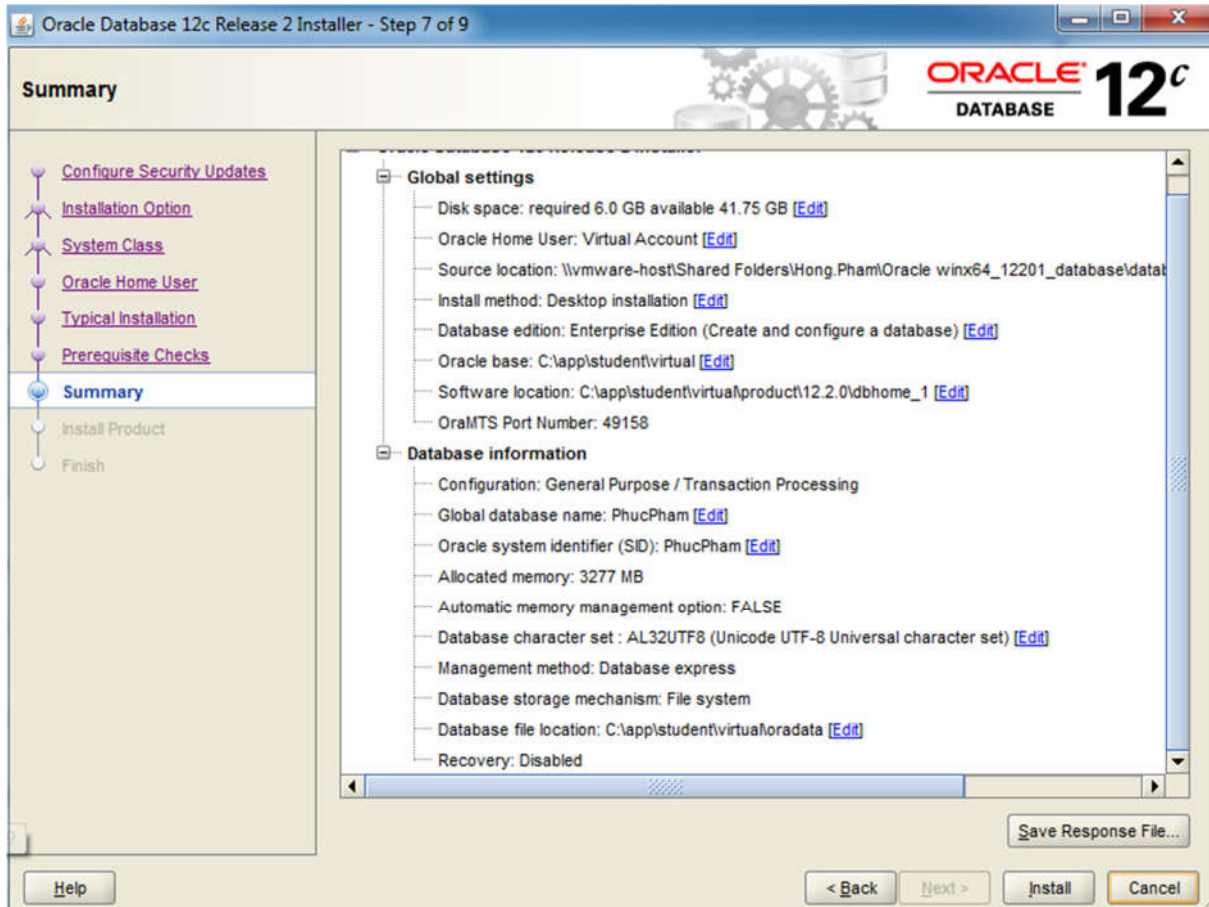 Oracle Database 12c Release 2 Installer - Step 7 of 9
Summary
ORACLE®
DATABASE
12c
Configure Security Updates
Installation Option
System Class
Oracle Home User
Typical Installation
Prerequisite Checks
Summary
Install Product
Finish
Oracle Database 12c Release 2 Installer
Global settings
Disk space: required 6.0 GB available 41.75 GB [Edit]
Oracle Home User: Virtual Account [Edit]
Source location: \\vmware-host\Shared Folders\Hong.Pham\Oracle winx64_12201_database\datab
Install method: Desktop installation [Edit]
Database edition: Enterprise Edition (Create and configure a database) [Edit]
Oracle base: C:\app\student\virtual [Edit]
Software location: C:\app\student\virtual\product\12.2.0\dbhome_1 [Edit]
OraMTS Port Number: 49158
Database information
Configuration: General Purpose / Transaction Processing
Global database name: PhucPham [Edit]
Oracle system identifier (SID): PhucPham [Edit]
Allocated memory: 3277 MB
Automatic memory management option: FALSE
Database character set : AL32UTF8 (Unicode UTF-8 Universal character set) [Edit]
Management method: Database express
Database storage mechanism: File system
Database file location: C:\app\student\virtual\oradata [Edit]
Recovery: Disabled
Save Response File...
Help
< Back
Next >
Install
Cancel